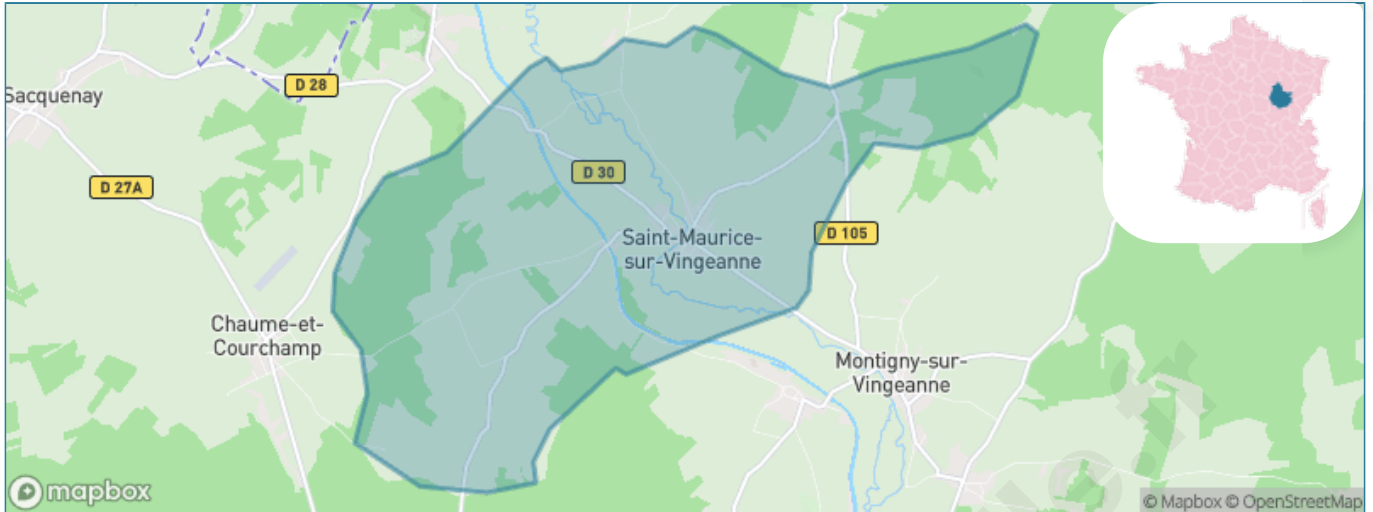 D 28
Sacquenay
D 27A
D 30
Saint-Maurice-
sur-Vingeanne
D 105
Chaume-et-
Courchamp
Montigny-sur-
Vingeanne
mapbox
© Mapbox © OpenStreetMap